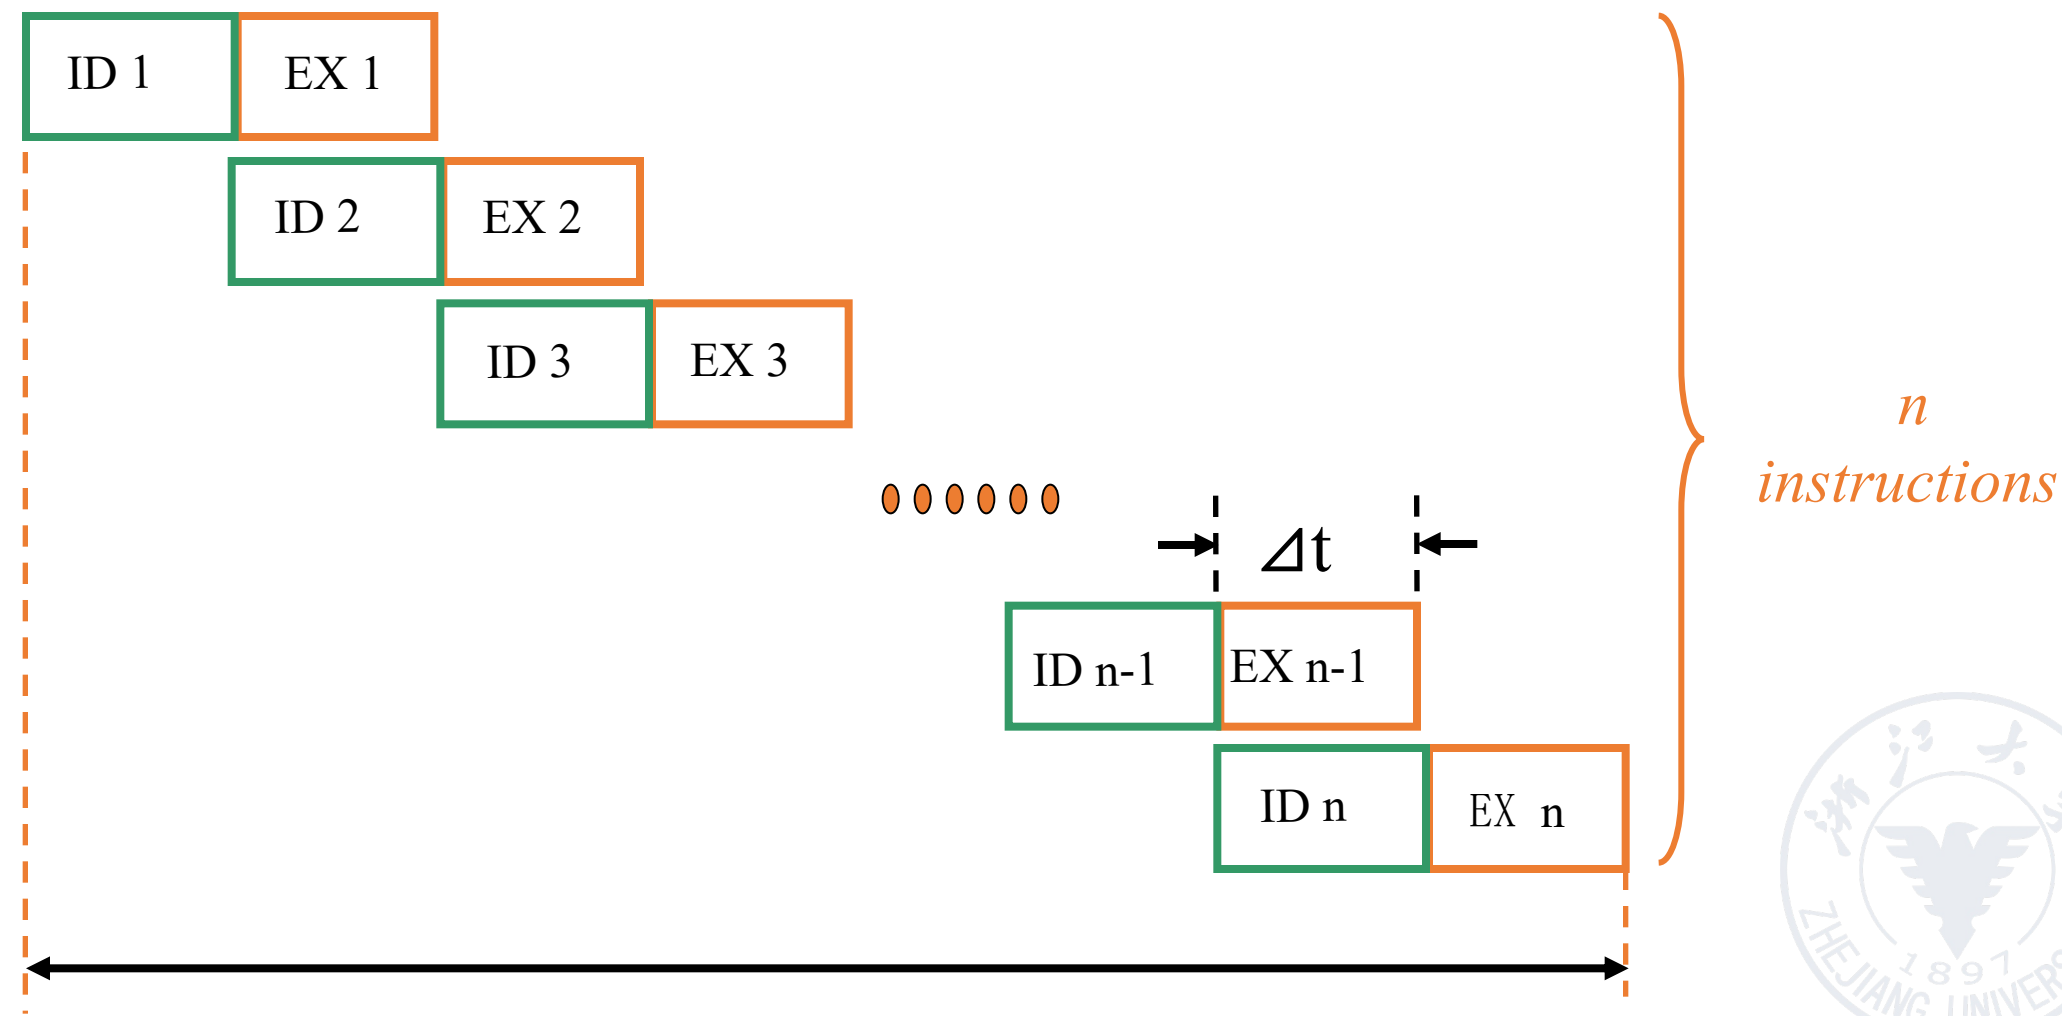 ID 1
EX 1
ID 2
EX 2
ID 3
EX 3
n
instructions
⊿t
ID n-1
EX n-1
ID n
EX n
1897